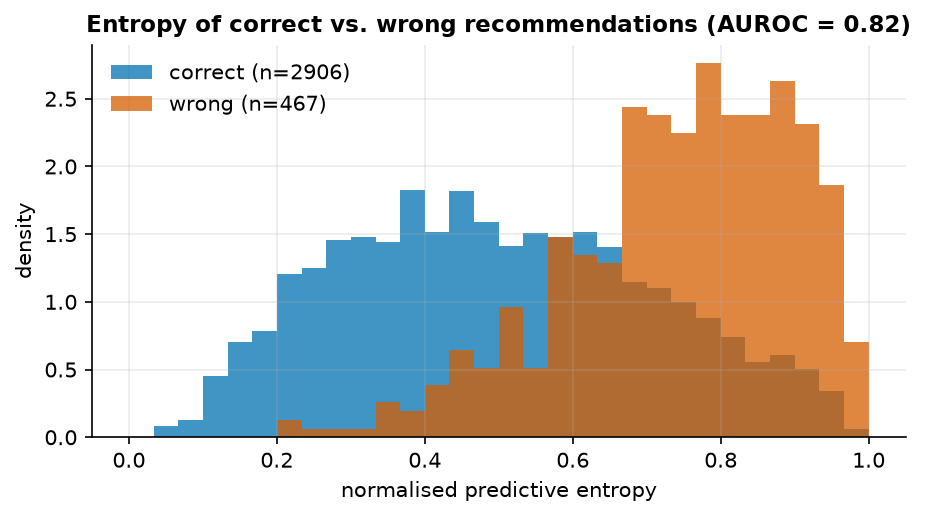 Entropy of correct vs. wrong recommendations (AUROC = 0.82)
correct (n=2906)
wrong (n=467)
density
2.5
2.0
1.5
1.0
0.5
0.0
0.0 0.2 0.4 0.6 0.8 1.0
normalised predictive entropy